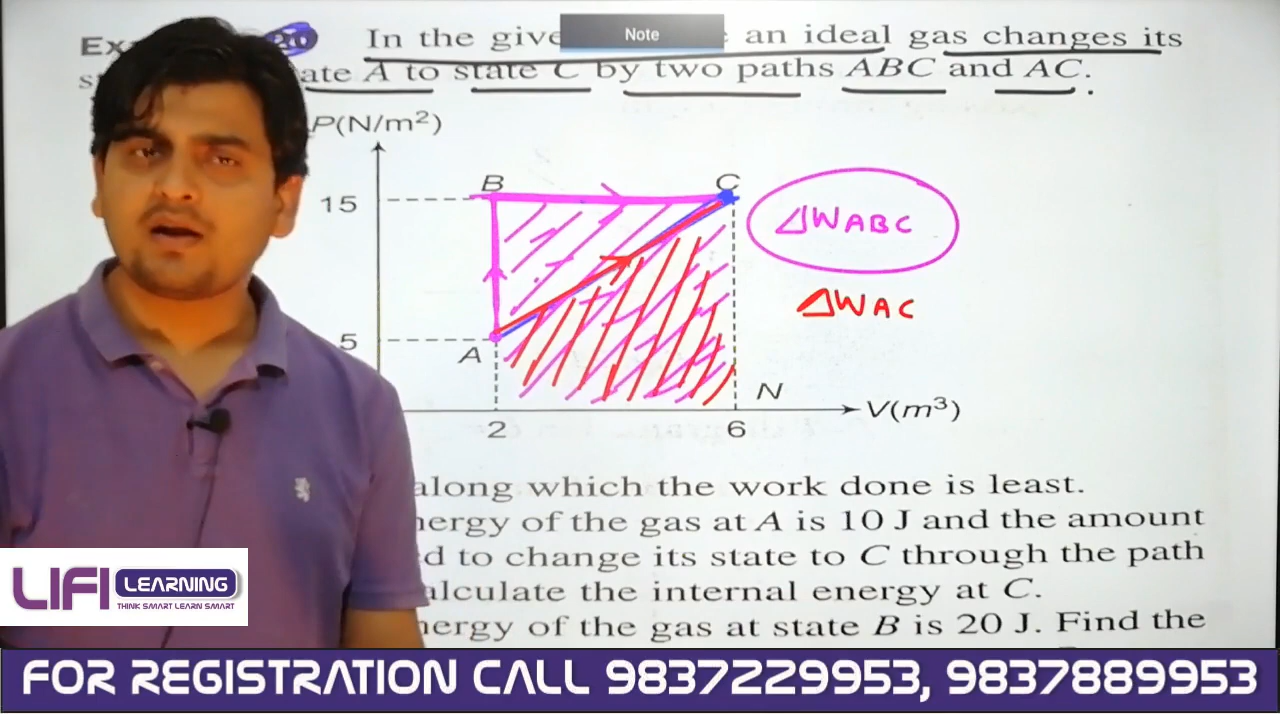 20 In the give Note an ideal gas changes its
ate A to state C by two paths ABC and AC.
P(N/m²)
B C
15 ΔWABC
ΔWAC
5
A
N
V(m³)
2 6
along which the work done is least.
nergy of the gas at A is 10 J and the amount
d to change its state to C through the path
alculate the internal energy at C.
nergy of the gas at state B is 20 J. Find the
LIFI LEARNING
THINK SMART LEARN SMART
FOR REGISTRATION CALL 9837229953, 9837889953